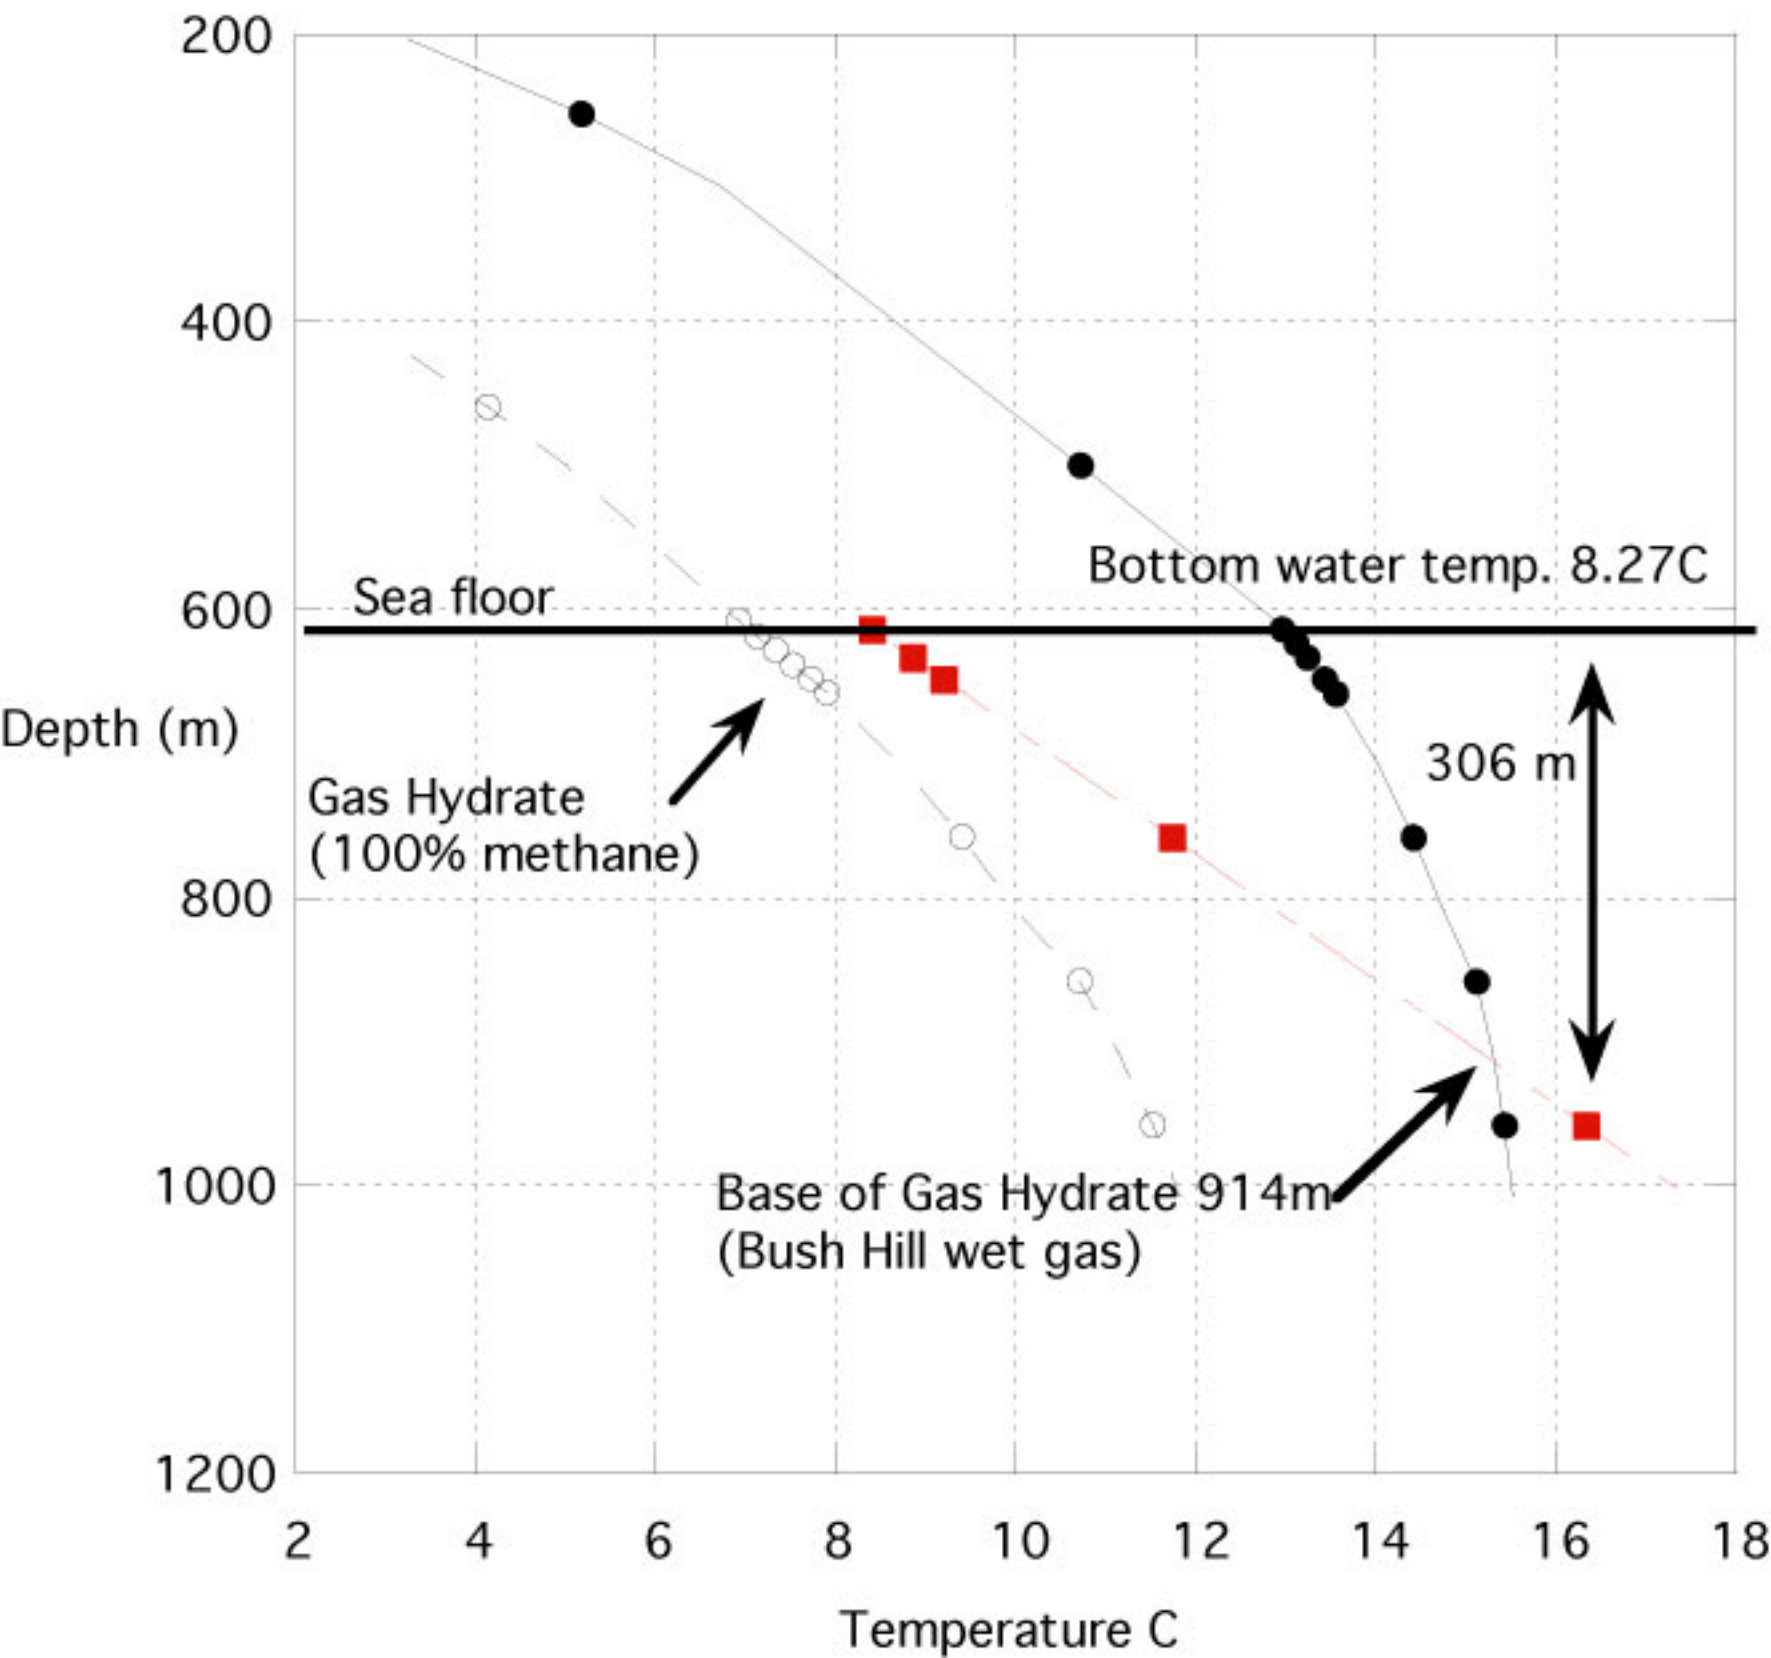 200
400
Bottom water temp. 8.27C
Sea floor
600
Depth (m)
306 m
Gas Hydrate
(100% methane)
800
1000
Base of Gas Hydrate 914m
(Bush Hill wet gas)
1200
2 4 6 8 10 12 14 16 18
Temperature C